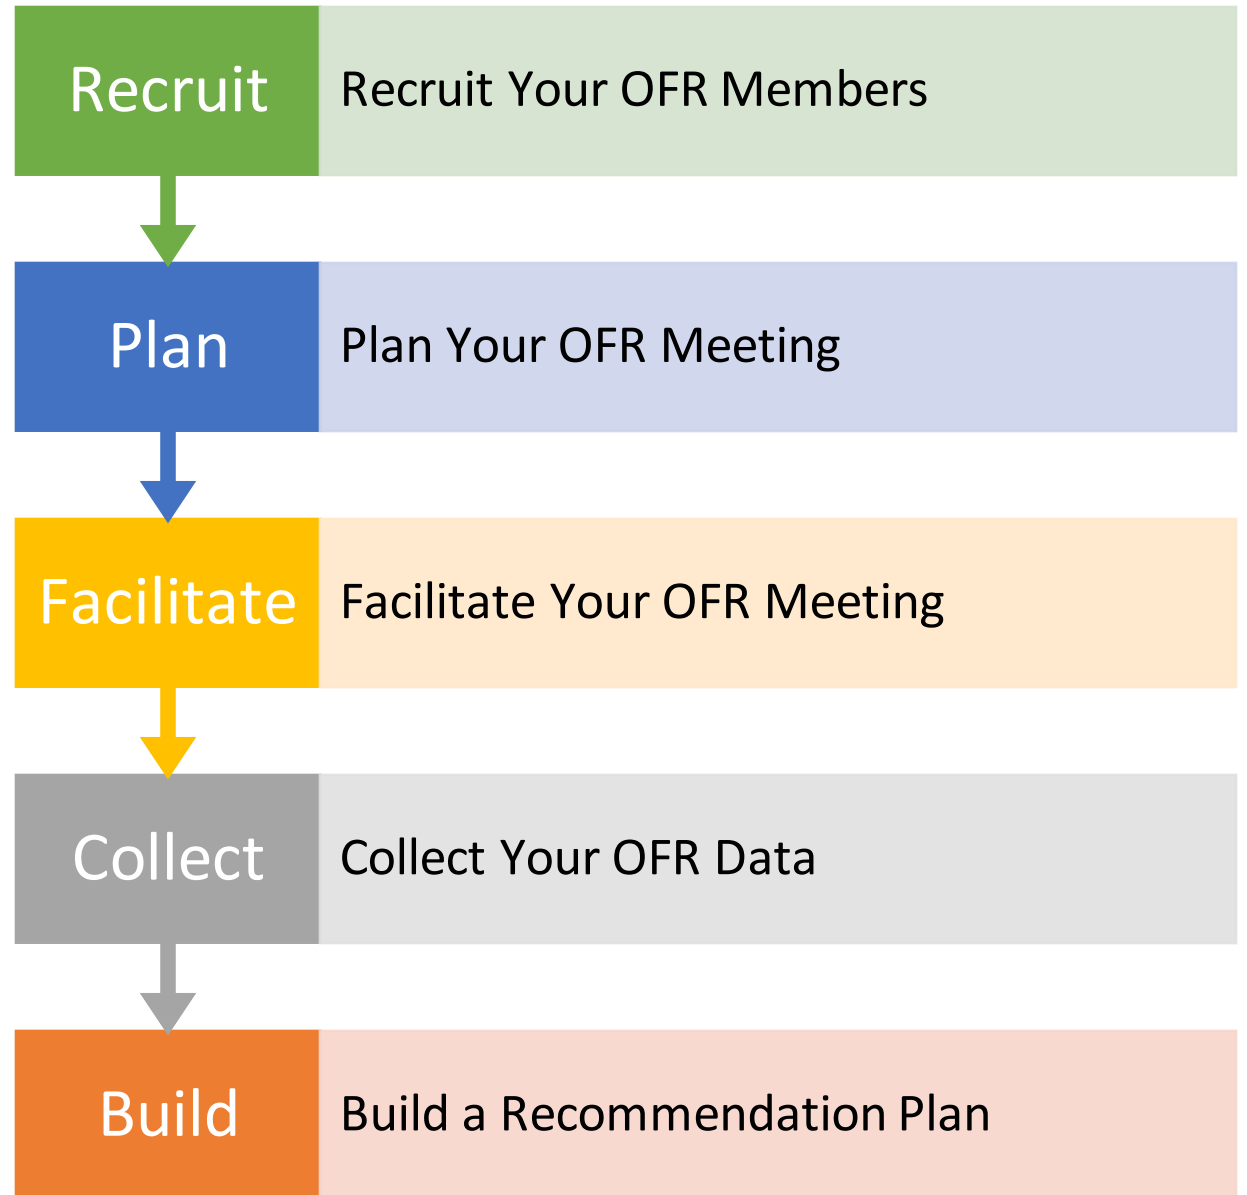 Recruit
Recruit Your OFR Members
Plan
Plan Your OFR Meeting
Facilitate
Facilitate Your OFR Meeting
Collect
Collect Your OFR Data
Build
Build a Recommendation Plan